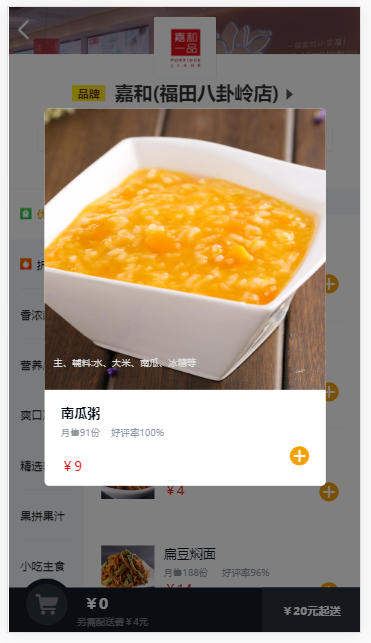 嘉和
一品
PORRIDGE
JIAHE
品牌 嘉和(福田八卦岭店)
主、辅料:水、大米、南瓜、冰糖等
南瓜粥
月售91份 好评率100%
￥9
香浓
营养
爽口
精选
￥4
果拼果汁
扁豆焖面
月售188份 好评率96%
小吃主食
￥14
￥0
另需配送费￥4元
￥20元起送